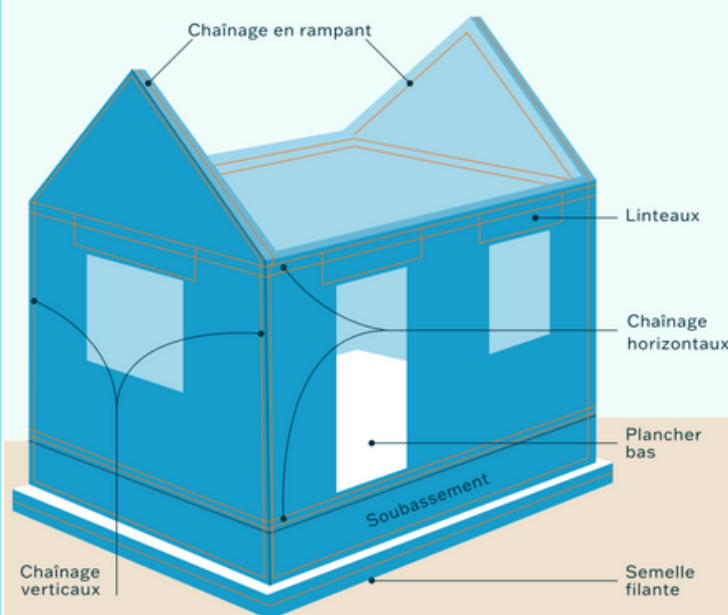 Chaînage en rampant
Linteaux
Chaînage
horizontaux
Plancher
bas
Soubassement
Chaînage
verticaux
Semelle
filante